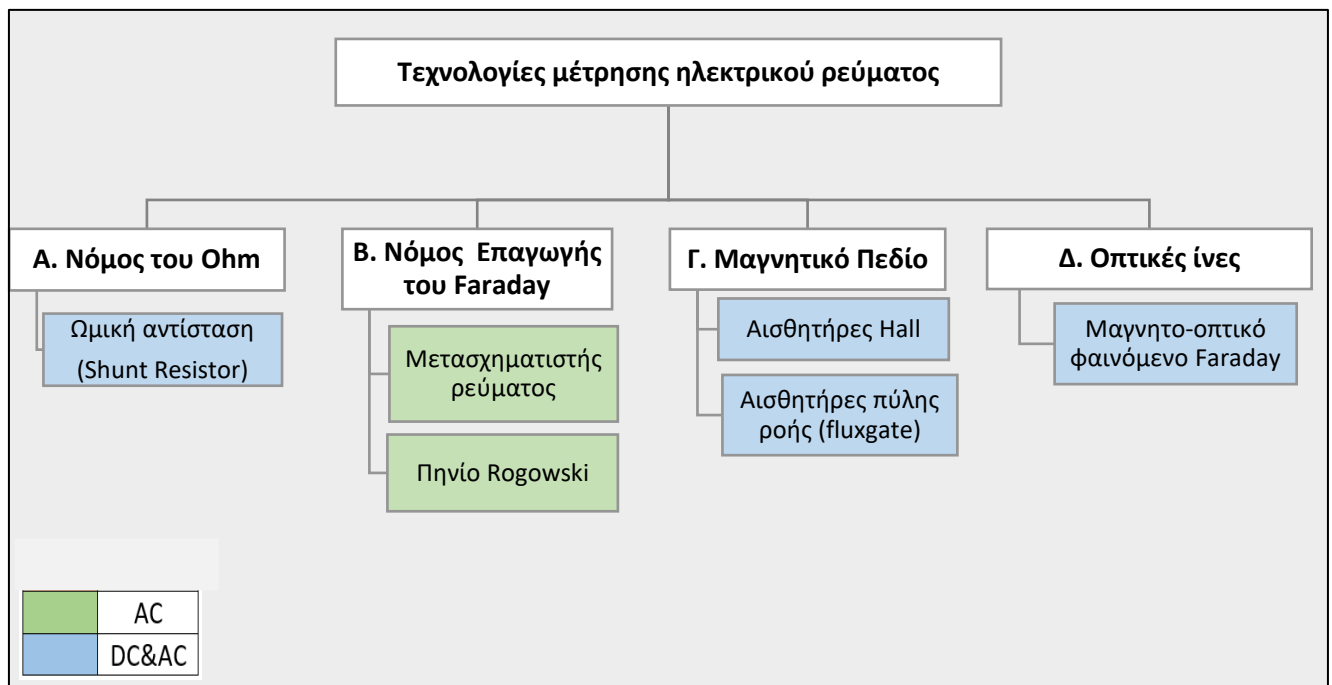 Τεχνολογίες μέτρησης ηλεκτρικού ρεύματος
Α. Νόμος του Ohm
Ωμική αντίσταση
(Shunt Resistor)
Β. Νόμος Επαγωγής
του Faraday
Μετασχηματιστής
ρεύματος
Πηνίο Rogowski
Γ. Μαγνητικό Πεδίο
Αισθητήρες Hall
Αισθητήρες πύλης
ροής (fluxgate)
Δ. Οπτικές ίνες
Μαγνητο-οπτικό
φαινόμενο Faraday
AC
DC&AC